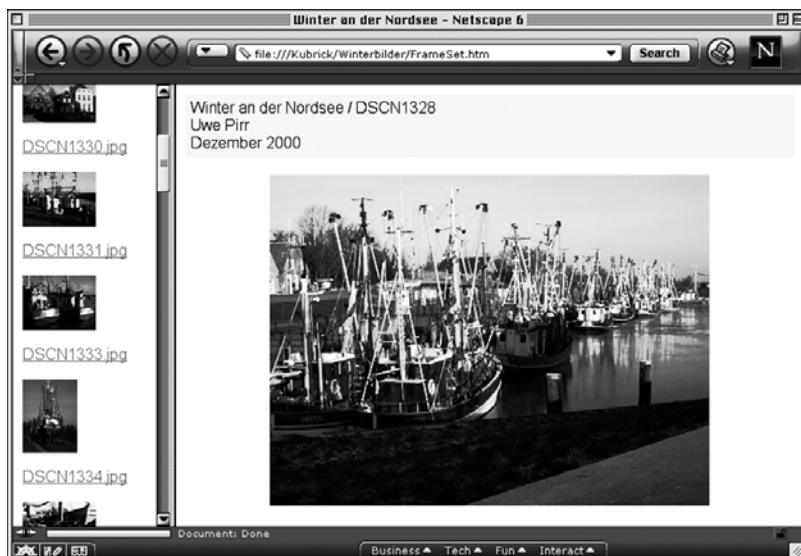 Winter an der Nordsee - Netscape 6
file:///Kubrick/Winterbilder/FrameSet.htm
Search
N
DSCN1330.jpg
DSCN1331.jpg
DSCN1333.jpg
DSCN1334.jpg
Winter an der Nordsee / DSCN1328
Uwe Pirr
Dezember 2000
Document: Done
Business Tech Fun Interact